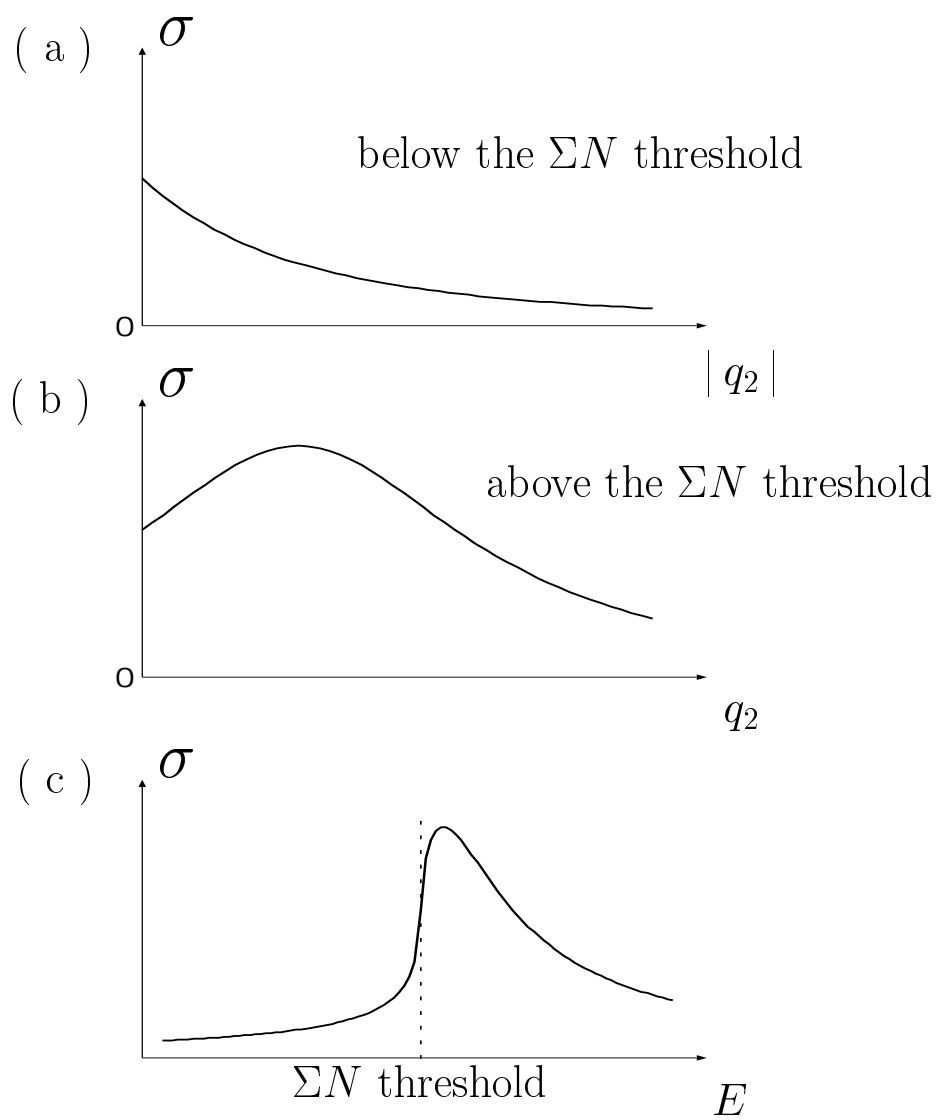 ( a )
σ
below the ΣN threshold
0
| q₂ |
( b )
σ
above the ΣN threshold
0
q₂
( c )
σ
ΣN threshold
E